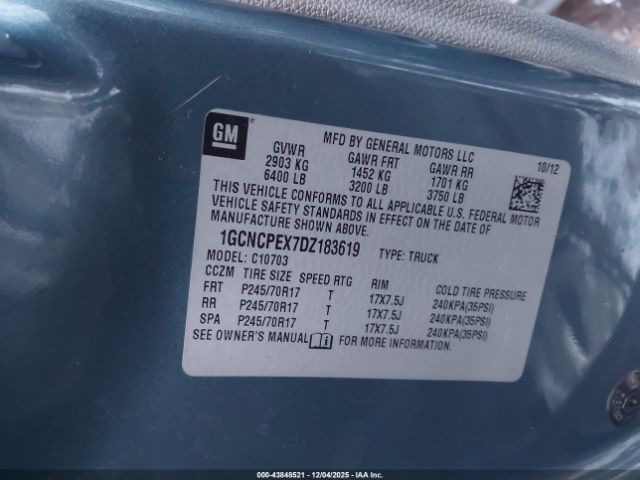 GM
MFD BY GENERAL MOTORS LLC
10/12
GVWR GAWR FRT GAWR RR
2903 KG 1452 KG 1701 KG
6400 LB 3200 LB 3750 LB
THIS VEHICLE CONFORMS TO ALL APPLICABLE U.S. FEDERAL MOTOR
VEHICLE SAFETY STANDARDS IN EFFECT ON THE DATE OF
MANUFACTURE SHOWN ABOVE.
1GCNCPEX7DZ183619 TYPE: TRUCK
MODEL: C10703
CCZM TIRE SIZE SPEED RTG RIM COLD TIRE PRESSURE
FRT P245/70R17 T 17X7.5J 240KPA(35PSI)
RR P245/70R17 T 17X7.5J 240KPA(35PSI)
SPA P245/70R17 T 17X7.5J 240KPA(35PSI)
SEE OWNER'S MANUAL FOR MORE INFORMATION.
000-43848521 - 12/04/2025 - IAAI, Inc.